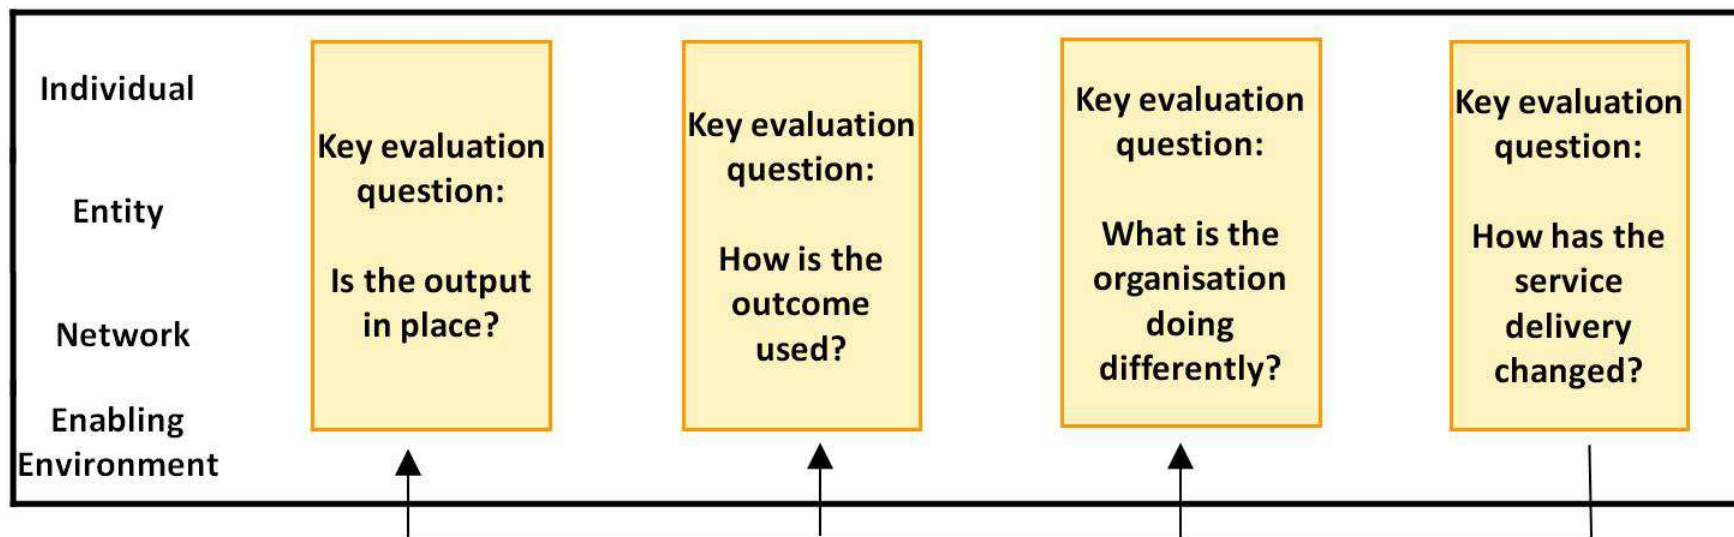 Individual
Entity
Network
Enabling
Environment
Key evaluation
question:
Is the output
in place?
Key evaluation
question:
How is the
outcome
used?
Key evaluation
question:
What is the
organisation
doing
differently?
Key evaluation
question:
How has the
service
delivery
changed?